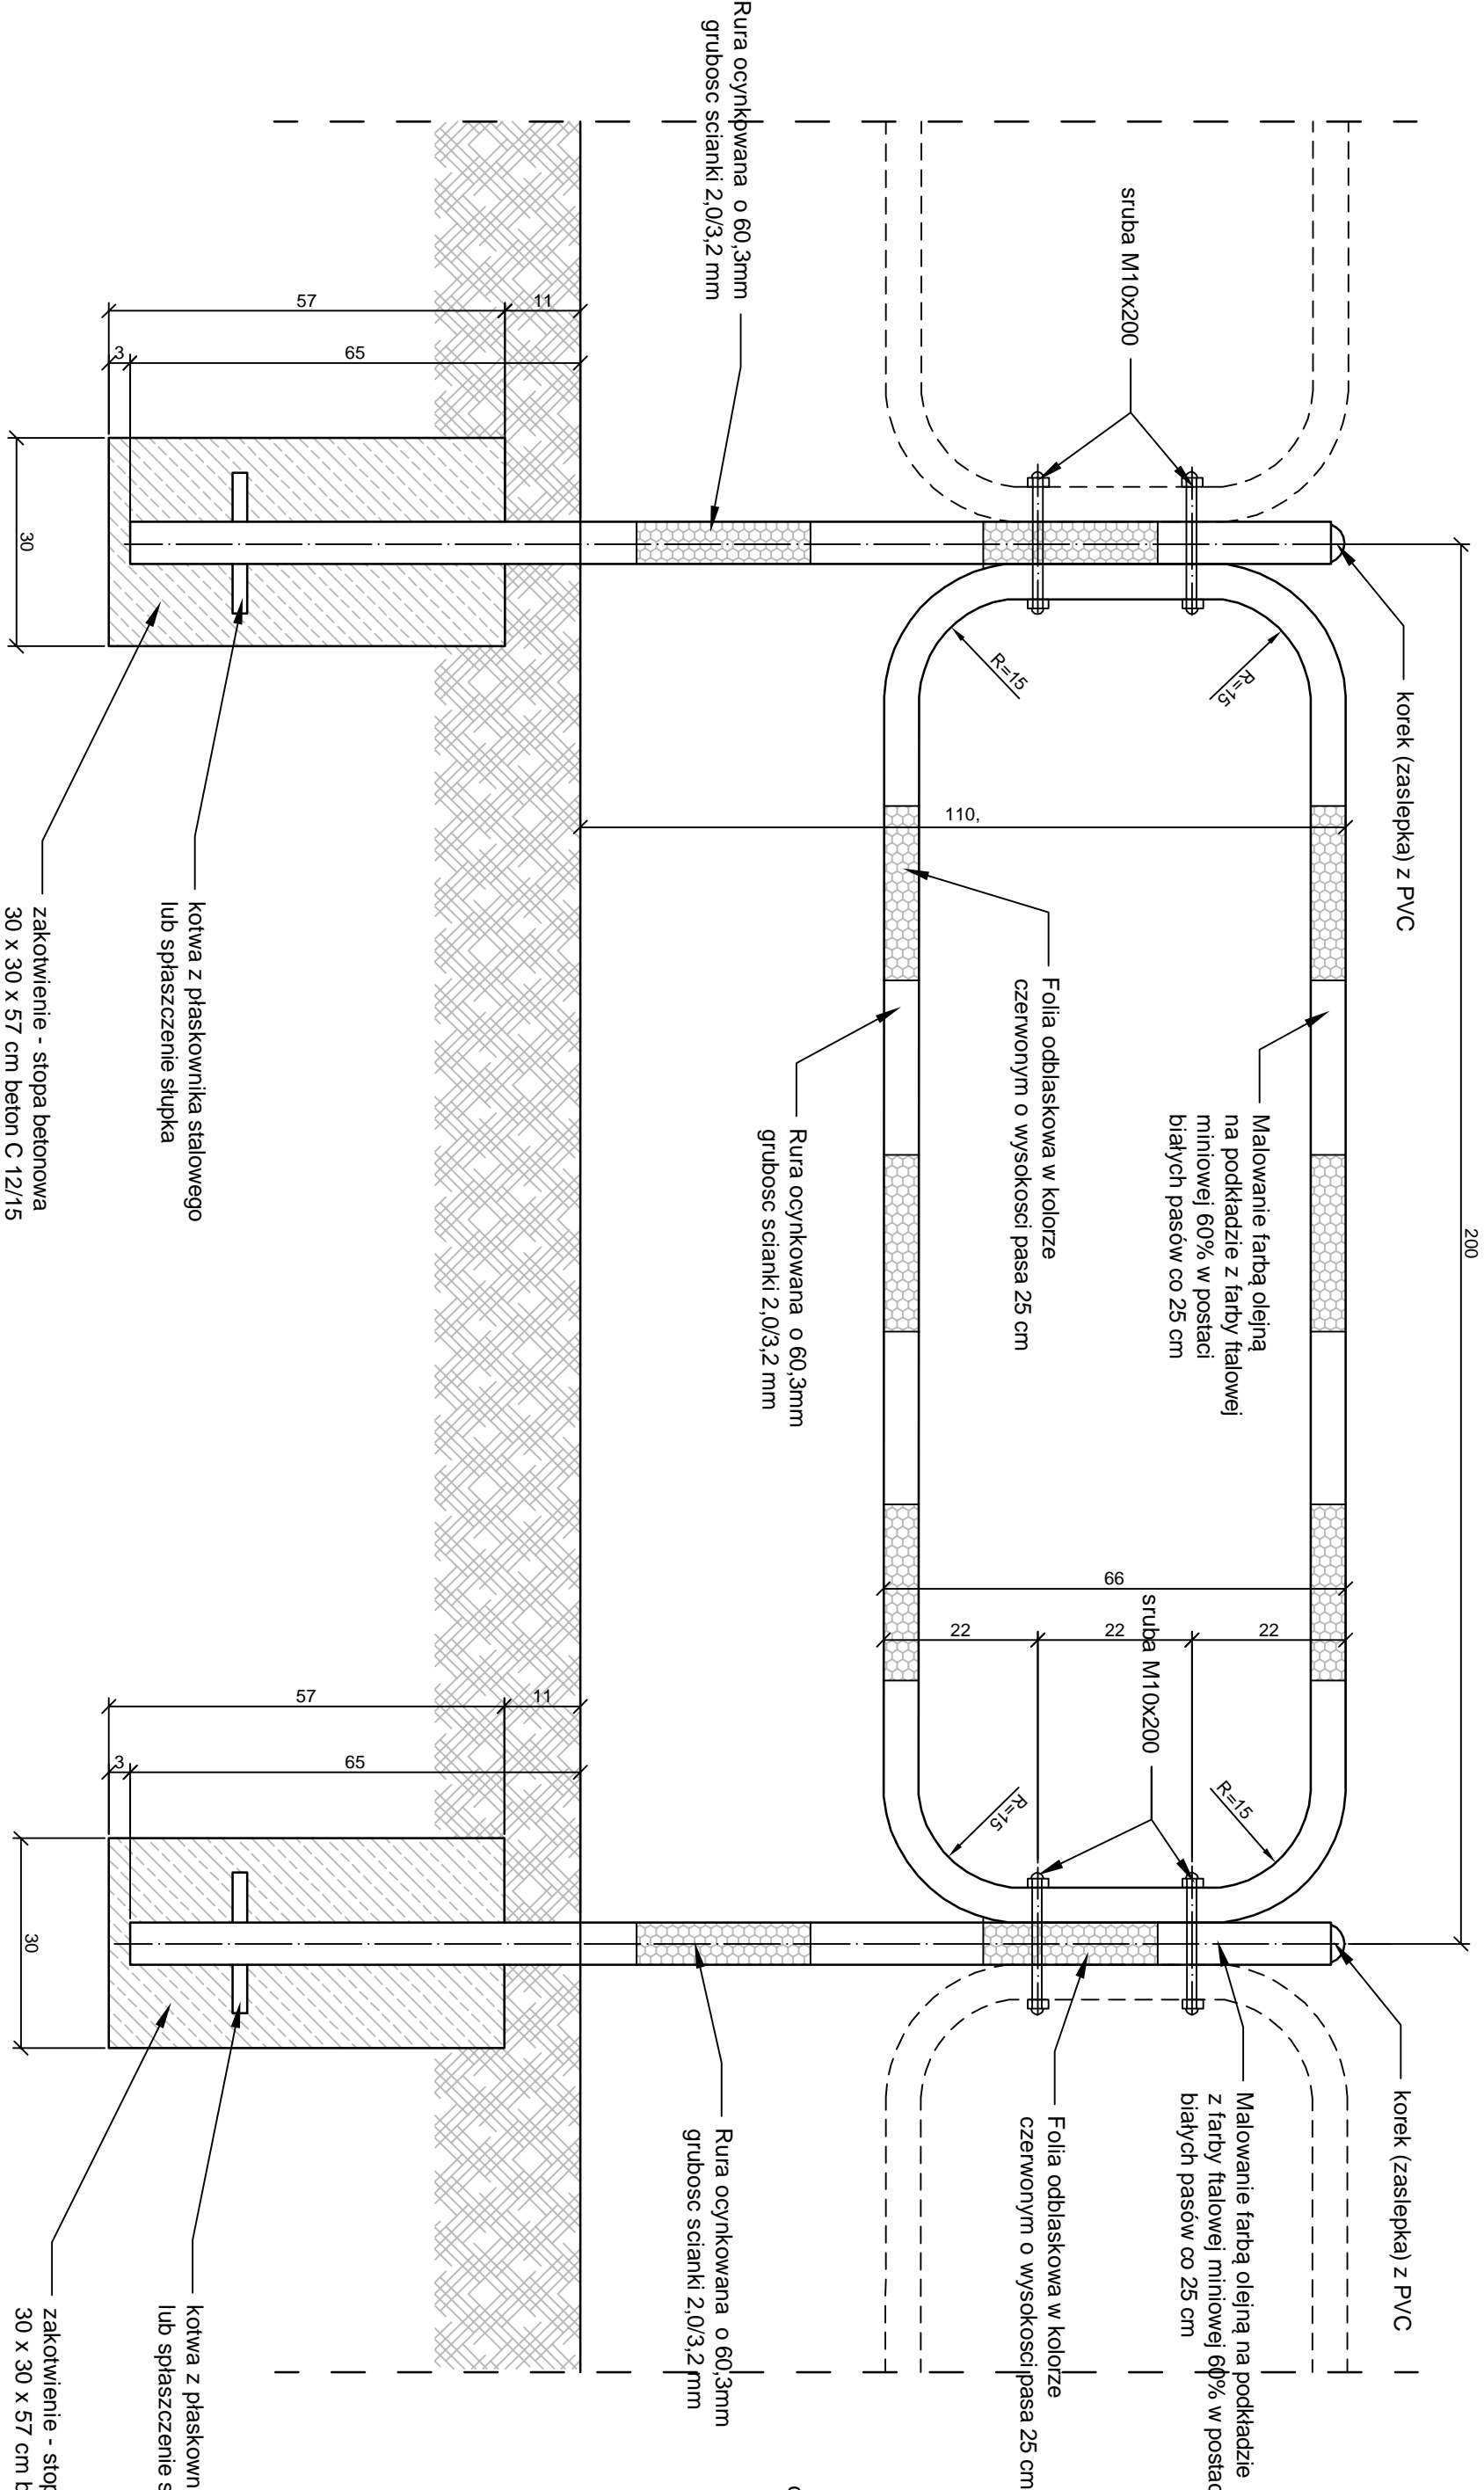 200
korek (zaslepka) z PVC
korek (zaslepka) z PVC
Malowanie farbą olejną
na podkładzie z farby ftalowej
miniowej 60% w postaci
białych pasów co 25 cm
Malowanie farbą olejną na podkładzie
z farby ftalowej miniowej 60% w postac
białych pasów co 25 cm
sruba M10x200
sruba M10x200
R=15
R=15
R=15
R=15
22
22
22
66
110,
Folia odblaskowa w kolorze
czerwonym o wysokosci pasa 25 cm
Folia odblaskowa w kolorze
czerwonym o wysokosci pasa 25 cm
Rura ocynkowana o 60,3mm
grubosc scianki 2,0/3,2 mm
Rura ocynkowana o 60,3mm
grubosc scianki 2,0/3,2 mm
Rura ocynkowana o 60,3mm
grubosc scianki 2,0/3,2 mm
11
57
65
3
30
11
57
65
3
30
kotwa z płaskownika stalowego
lub spłaszczenie słupka
kotwa z płaskown
lub spłaszczenie s
zakotwienie - stopa betonowa
30 x 30 x 57 cm beton C 12/15
zakotwienie - stop
30 x 30 x 57 cm b